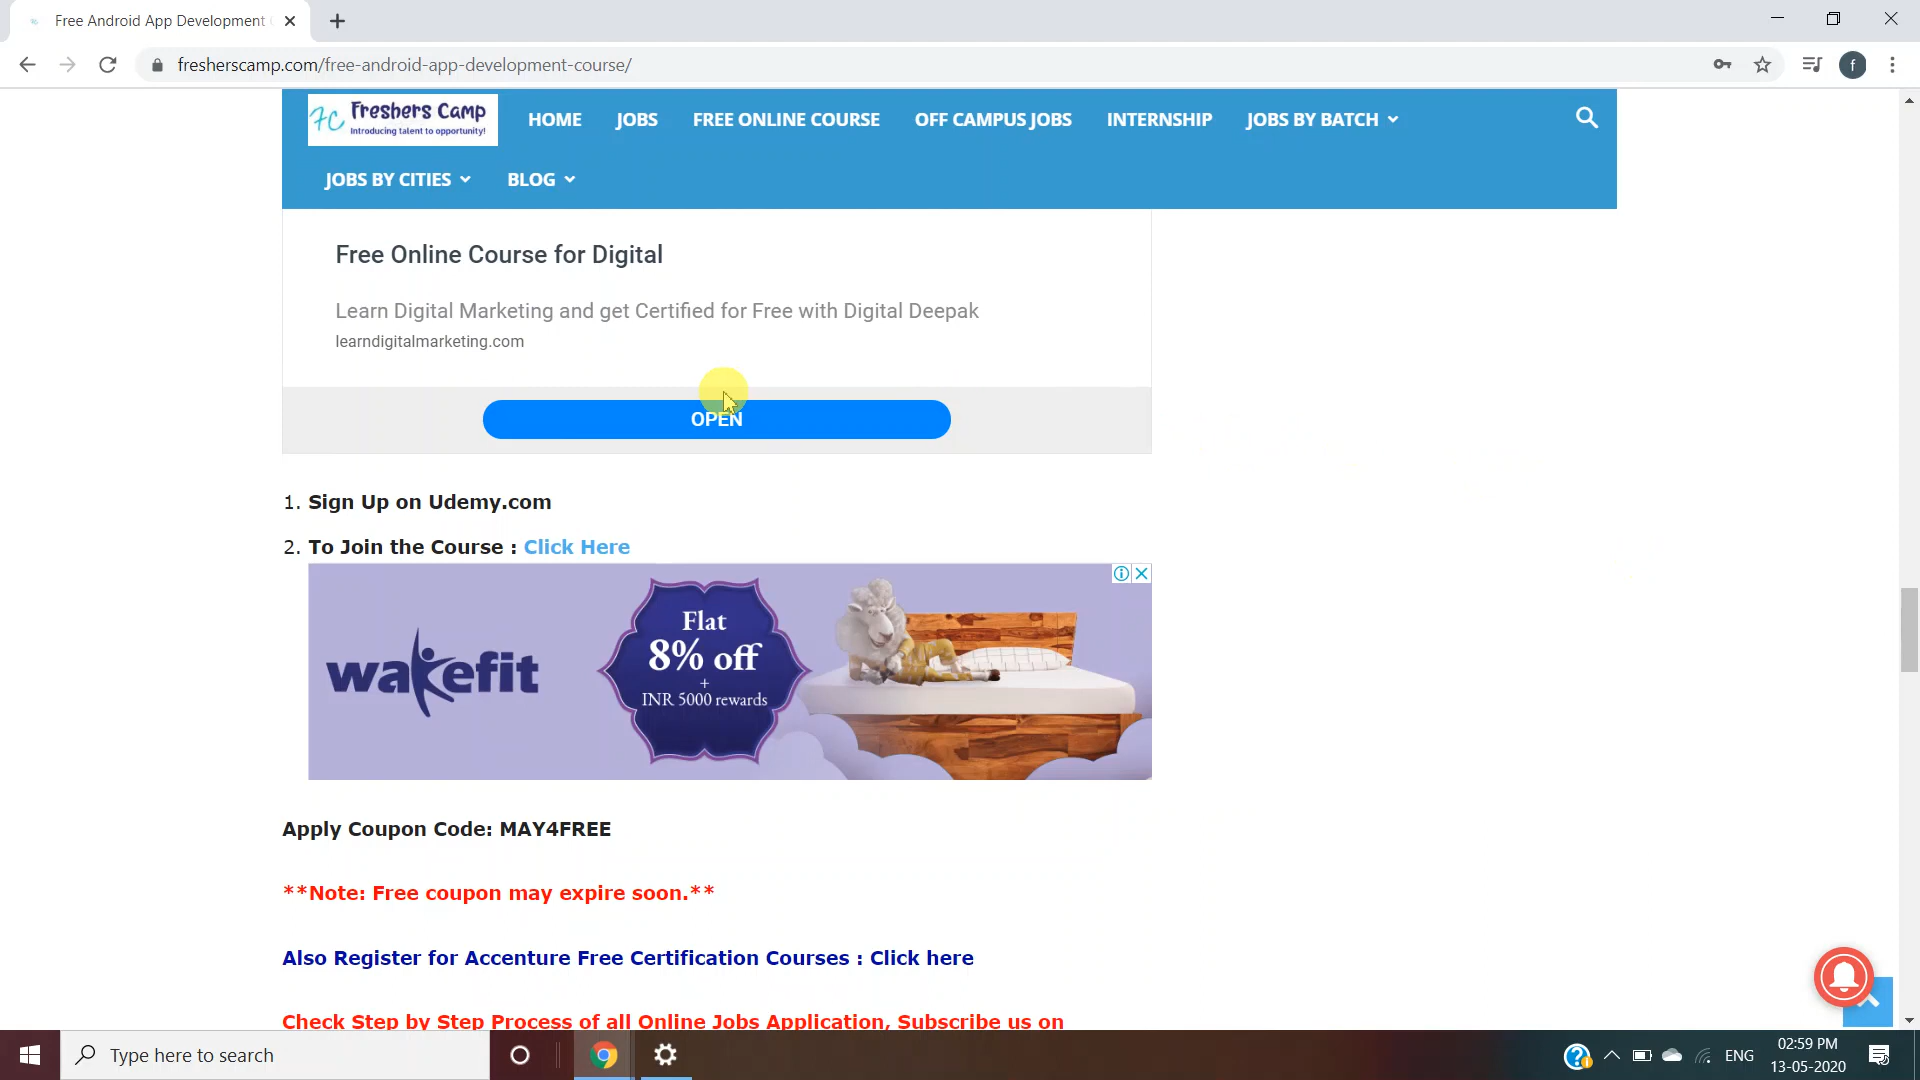 Free Android App Development
fresherscamp.com/free-android-app-development-course/
f
FC Freshers Camp
Introducing talent to opportunity!
HOME JOBS FREE ONLINE COURSE OFF CAMPUS JOBS INTERNSHIP JOBS BY BATCH
JOBS BY CITIES BLOG
Free Online Course for Digital
Learn Digital Marketing and get Certified for Free with Digital Deepak
learndigitalmarketing.com
OPEN
1. Sign Up on Udemy.com
2. To Join the Course : Click Here
wakefit
Flat
8% off
+
INR 5000 rewards
Apply Coupon Code: MAY4FREE
**Note: Free coupon may expire soon.**
Also Register for Accenture Free Certification Courses : Click here
Check Step by Step Process of all Online Jobs Application, Subscribe us on
Type here to search
ENG
02:59 PM
13-05-2020